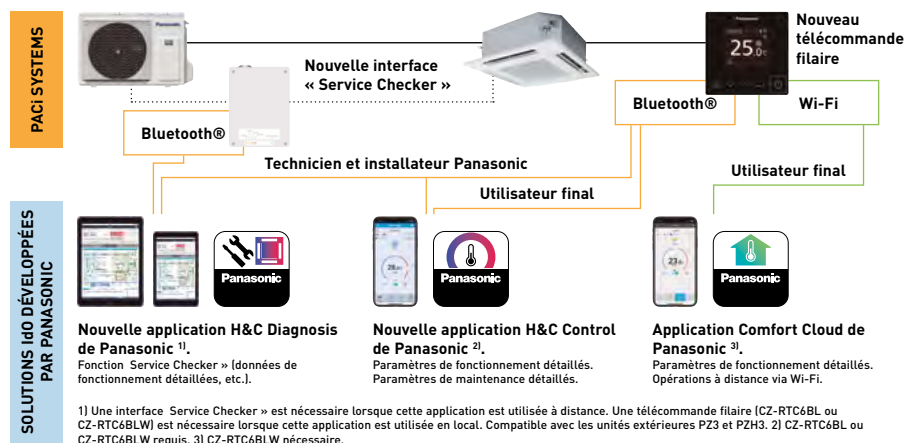 PACi SYSTEMS
Panasonic
Nouvelle interface
« Service Checker »
Panasonic
25.0
Nouveau
télécommande
filaire
Bluetooth®
Bluetooth®
Wi-Fi
Technicien et installateur Panasonic
Utilisateur final
Utilisateur final
SOLUTIONS IdO DÉVELOPPÉES
PAR PANASONIC
Panasonic
Panasonic
Panasonic
Nouvelle application H&C Diagnosis
de Panasonic 1).
Fonction Service Checker » (données de
fonctionnement détaillées, etc.).
Nouvelle application H&C Control
de Panasonic 2).
Paramètres de fonctionnement détaillés.
Paramètres de maintenance détaillés.
Application Comfort Cloud de
Panasonic 3).
Paramètres de fonctionnement détaillés.
Opérations à distance via Wi-Fi.
1) Une interface Service Checker » est nécessaire lorsque cette application est utilisée à distance. Une télécommande filaire (CZ-RTC6BL ou
CZ-RTC6BLW) est nécessaire lorsque cette application est utilisée en local. Compatible avec les unités extérieures PZ3 et PZH3. 2) CZ-RTC6BL ou
CZ-RTC6BLW requis. 3) CZ-RTC6BLW nécessaire.